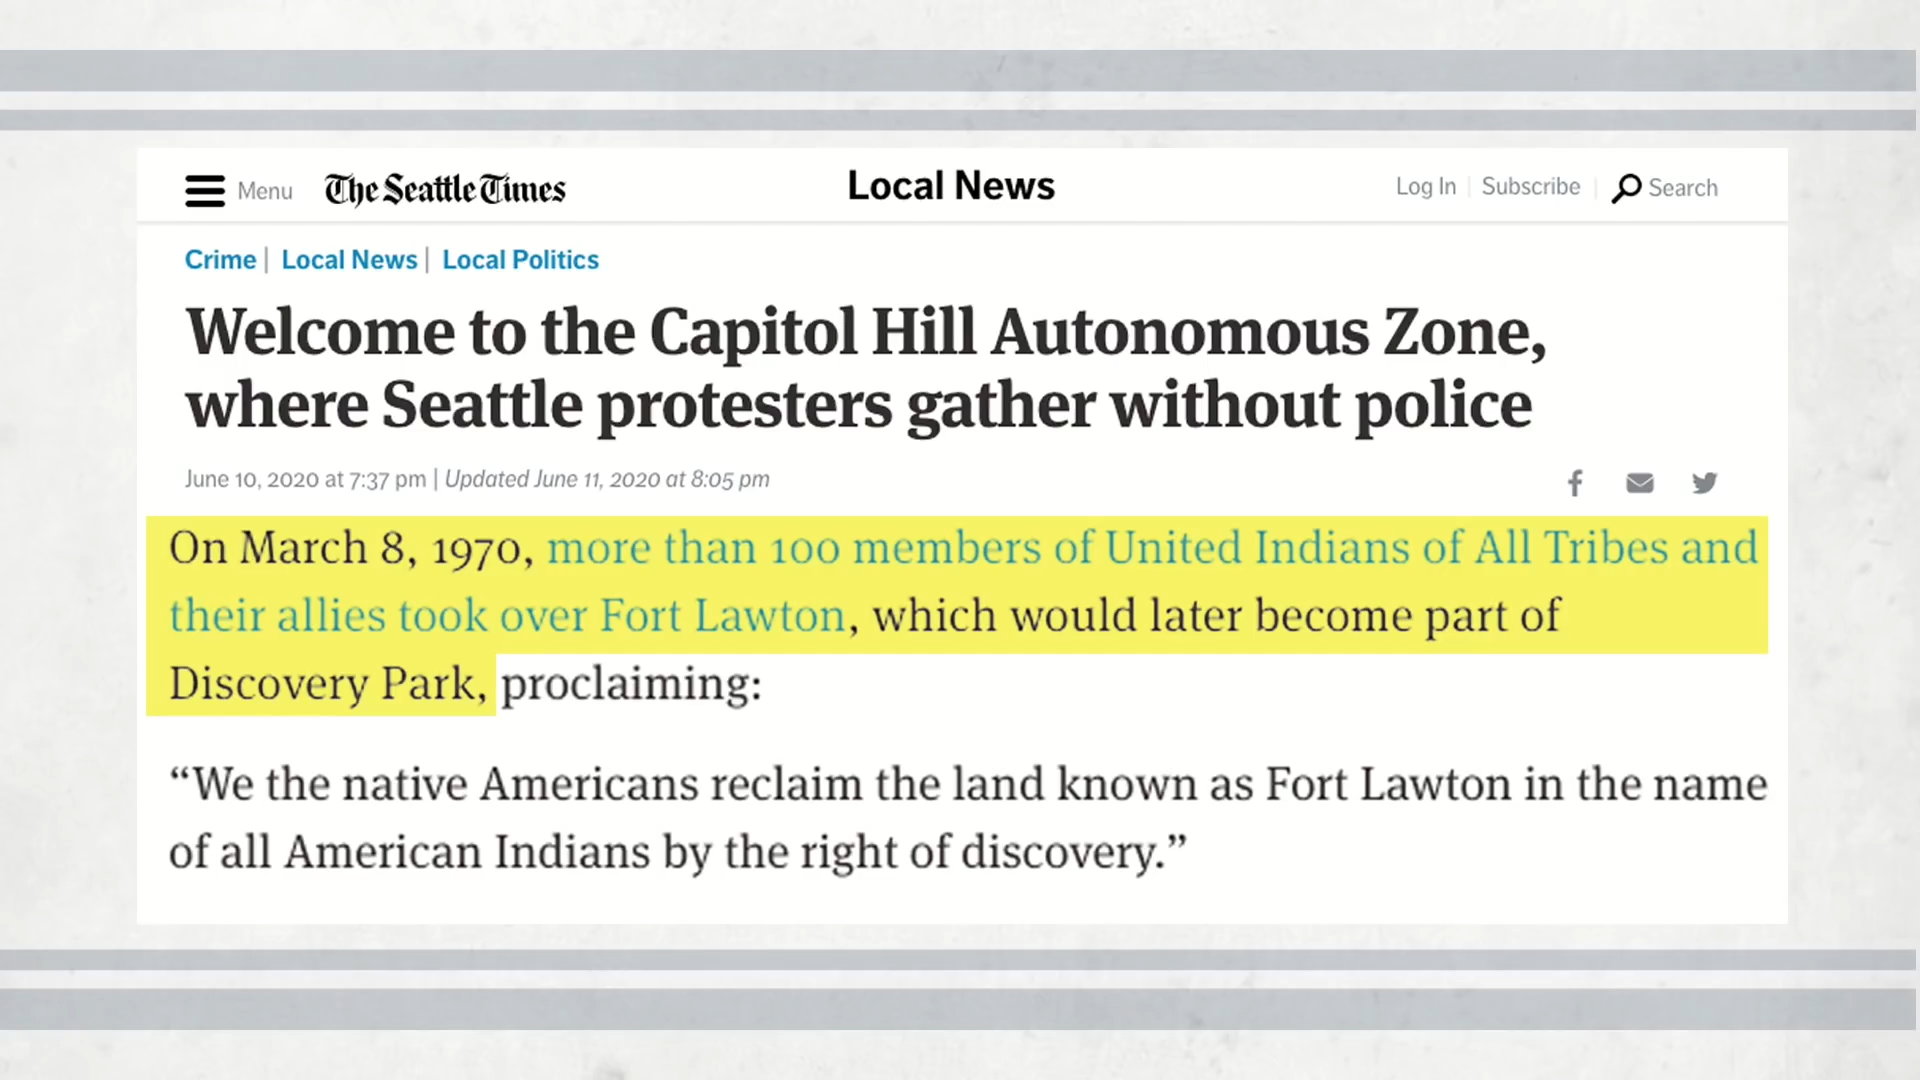 Menu The Seattle Times Local News Log In Subscribe Search
Crime | Local News | Local Politics
Welcome to the Capitol Hill Autonomous Zone,
where Seattle protesters gather without police
June 10, 2020 at 7:37 pm | Updated June 11, 2020 at 8:05 pm
On March 8, 1970, more than 100 members of United Indians of All Tribes and
their allies took over Fort Lawton, which would later become part of
Discovery Park, proclaiming:
“We the native Americans reclaim the land known as Fort Lawton in the name
of all American Indians by the right of discovery.”